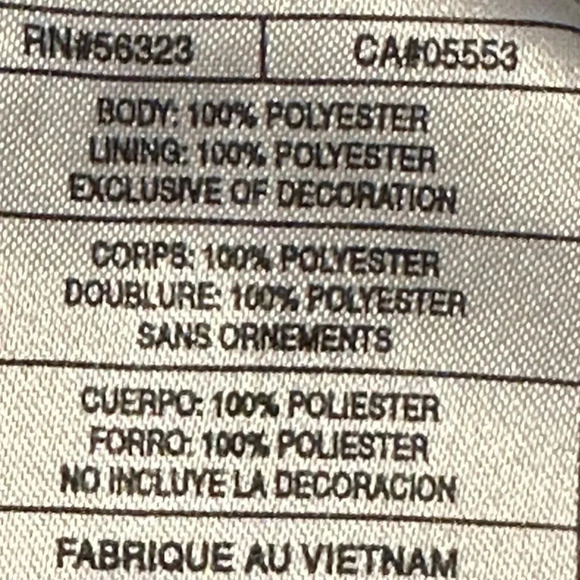 RN#56323 CA#05553
BODY: 100% POLYESTER
LINING: 100% POLYESTER
EXCLUSIVE OF DECORATION
CORPS: 100% POLYESTER
DOUBLURE: 100% POLYESTER
SANS ORNEMENTS
CUERPO: 100% POLIESTER
FORRO: 100% POLIESTER
NO INCLUYE LA DECORACION
FABRIQUE AU VIETNAM